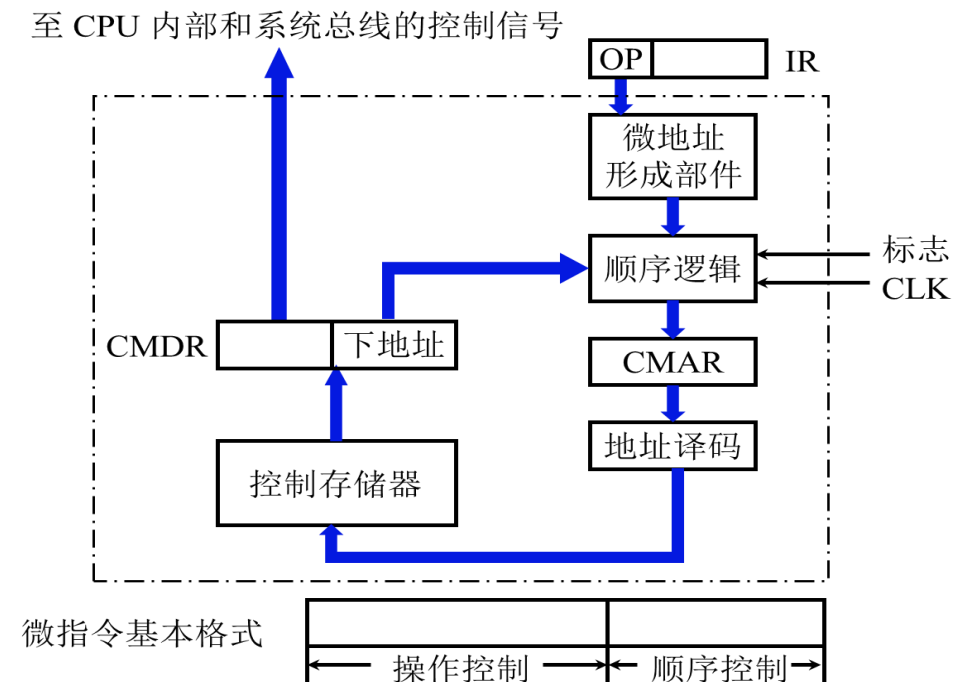 至 CPU 内部和系统总线的控制信号
OP
IR
微地址
形成部件
顺序逻辑
标志
CLK
CMDR
下地址
CMAR
地址译码
控制存储器
微指令基本格式
操作控制
顺序控制